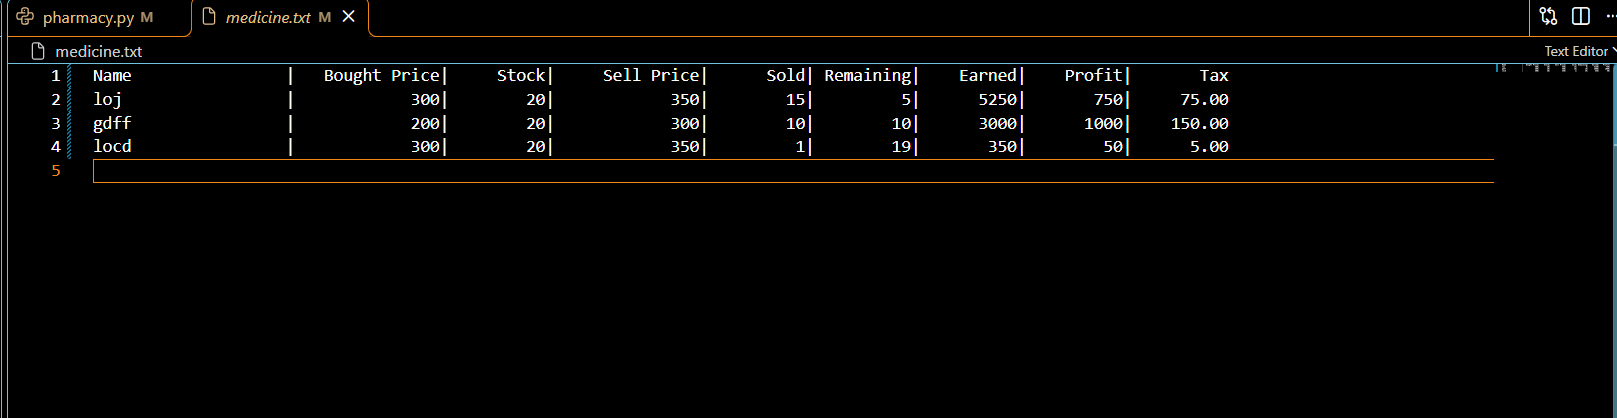 pharmacy.py M medicine.txt M
medicine.txt Text Editor
1 Name | Bought Price| Stock| Sell Price| Sold| Remaining| Earned| Profit| Tax
2 loj | 300| 20| 350| 15| 5| 5250| 750| 75.00
3 gdff | 200| 20| 300| 10| 10| 3000| 1000| 150.00
4 locd | 300| 20| 350| 1| 19| 350| 50| 5.00
5